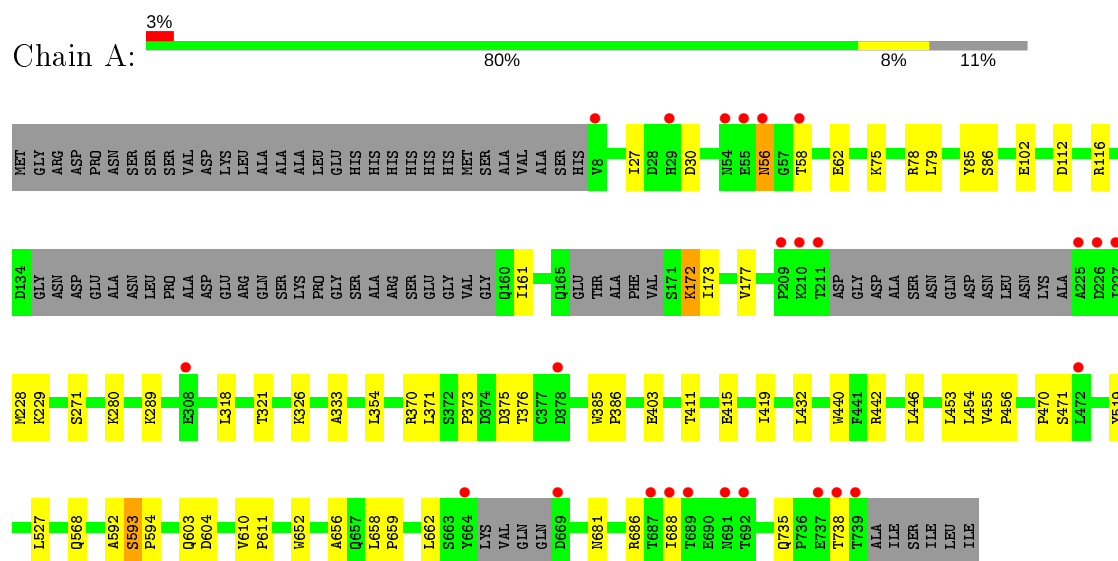 3%
Chain A:
80% 8% 11%
MET GLY ARG ASP PRO ASN SER SER SER VAL ASP LYS LEU ALA ALA ALA LEU GLU HIS HIS HIS HIS HIS HIS MET SER ALA VAL ALA SER HIS V8 I27 D28 H29 D30 N54 E55 N56 G57 T58 E62 K75 R78 L79 Y85 S86 E102 D112 R116
D134 GLY ASN ASP GLU ALA ASN LEU PRO ALA ASP GLU ARG GLN SER LYS PRO GLY SER ALA ARG SER GLU GLY VAL GLY Q160 I161 Q165 GLU THR ALA PHE VAL S171 K172 I173 V177 P209 K210 T211 ASP GLY ASP ALA SER ASN GLN ASP ASN LEU ASN LYS ALA A225 D226 I227
M228 K229 S271 K280 K289 E308 L318 T321 K326 A333 L354 R370 L371 S372 P373 D374 D375 T376 C377 D378 W385 P386 E403 T411 E415 I419 L432 W440 F441 R442 L446 L453 L454 V455 P456 P470 S471 L472 Y519
L527 Q568 A592 S593 P594 Q603 D604 V610 P611 W652 A656 Q657 L658 P659 L662 S663 Y664 LYS VAL GLN GLN D669 N681 R686 T687 I688 T689 E690 N691 T692 Q735 P736 E737 T738 T739 ALA ILE SER ILE LEU ILE